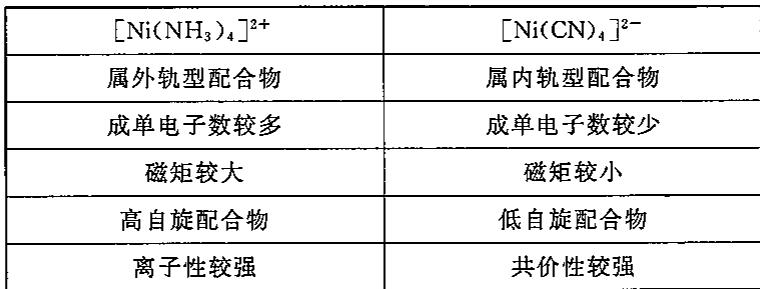 [Ni(NH₃)₄]²⁺ [Ni(CN)₄]²⁻
属外轨型配合物 属内轨型配合物
成单电子数较多 成单电子数较少
磁矩较大 磁矩较小
高自旋配合物 低自旋配合物
离子性较强 共价性较强